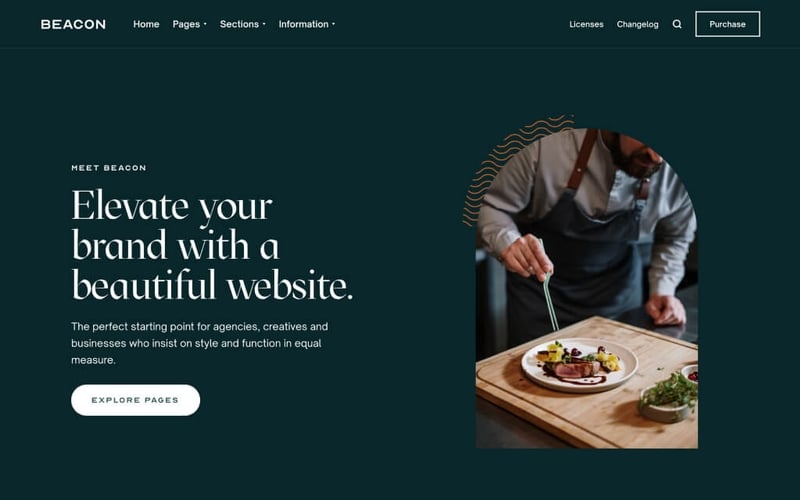 BEACON
Home Pages Sections Information
Licenses Changelog Purchase
MEET BEACON
Elevate your
brand with a
beautiful website.
The perfect starting point for agencies, creatives and
businesses who insist on style and function in equal
measure.
EXPLORE PAGES